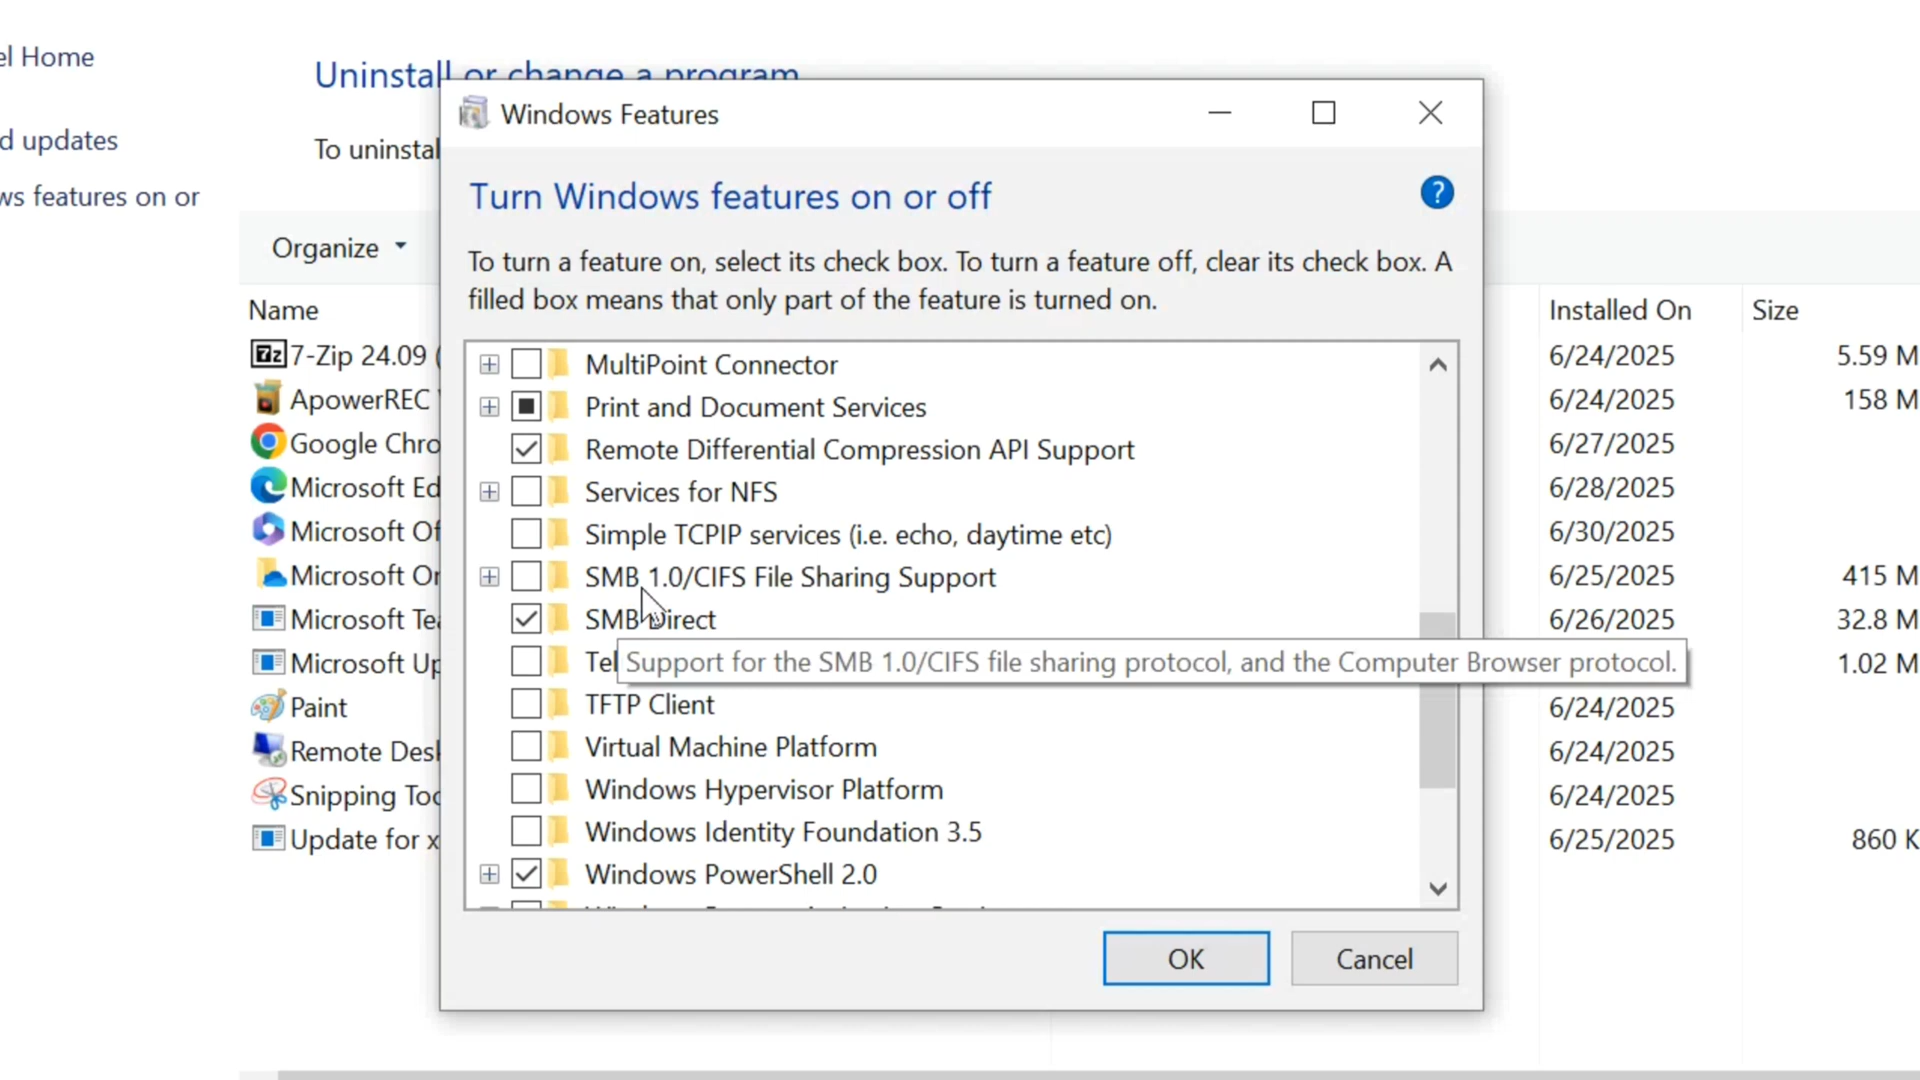 el Home
d updates
ws features on or
Uninstall or change a program
To uninstal
Organize
Name
Installed On
Size
7-Zip 24.09 (
6/24/2025
5.59 M
ApowerREC
6/24/2025
158 M
Google Chro
6/27/2025
Microsoft Ed
6/28/2025
Microsoft Of
6/30/2025
Microsoft On
6/25/2025
415 M
Microsoft Tea
6/26/2025
32.8 M
Microsoft Up
1.02 M
Paint
6/24/2025
Remote Desk
6/24/2025
Snipping Too
6/24/2025
Update for x
6/25/2025
860 K
Windows Features
Turn Windows features on or off
?
To turn a feature on, select its check box. To turn a feature off, clear its check box. A
filled box means that only part of the feature is turned on.
MultiPoint Connector
Print and Document Services
Remote Differential Compression API Support
Services for NFS
Simple TCPIP services (i.e. echo, daytime etc)
SMB 1.0/CIFS File Sharing Support
SMB Direct
Tel
Support for the SMB 1.0/CIFS file sharing protocol, and the Computer Browser protocol.
TFTP Client
Virtual Machine Platform
Windows Hypervisor Platform
Windows Identity Foundation 3.5
Windows PowerShell 2.0
OK
Cancel